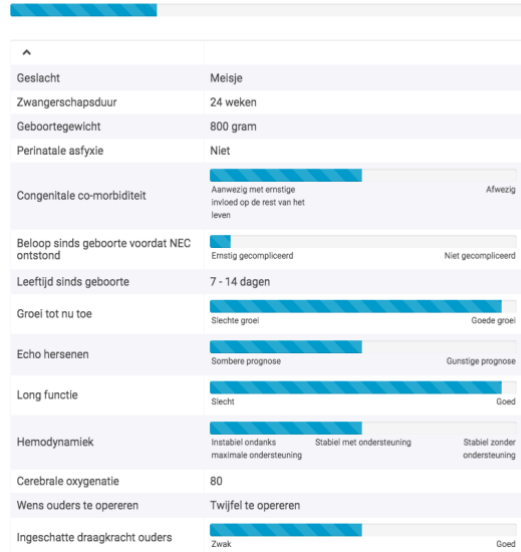 Geslacht Meisje
Zwangerschapsduur 24 weken
Geboortegewicht 800 gram
Perinatale asfyxie Niet
Congenitale co-morbiditeit
Aanwezig met ernstige Afwezig
invloed op de rest van het
leven
Beloop sinds geboorte voordat NEC
ontstond
Ernstig gecompliceerd Niet gecompliceerd
Leeftijd sinds geboorte 7 - 14 dagen
Groei tot nu toe
Slechte groei Goede groei
Echo hersenen
Sombere prognose Gunstige prognose
Long functie
Slecht Goed
Hemodynamiek
Instabiel ondanks Stabiel met ondersteuning Stabiel zonder
maximale ondersteuning ondersteuning
Cerebrale oxygenatie 80
Wens ouders te opereren Twijfel te opereren
Ingeschatte draagkracht ouders
Zwak Goed